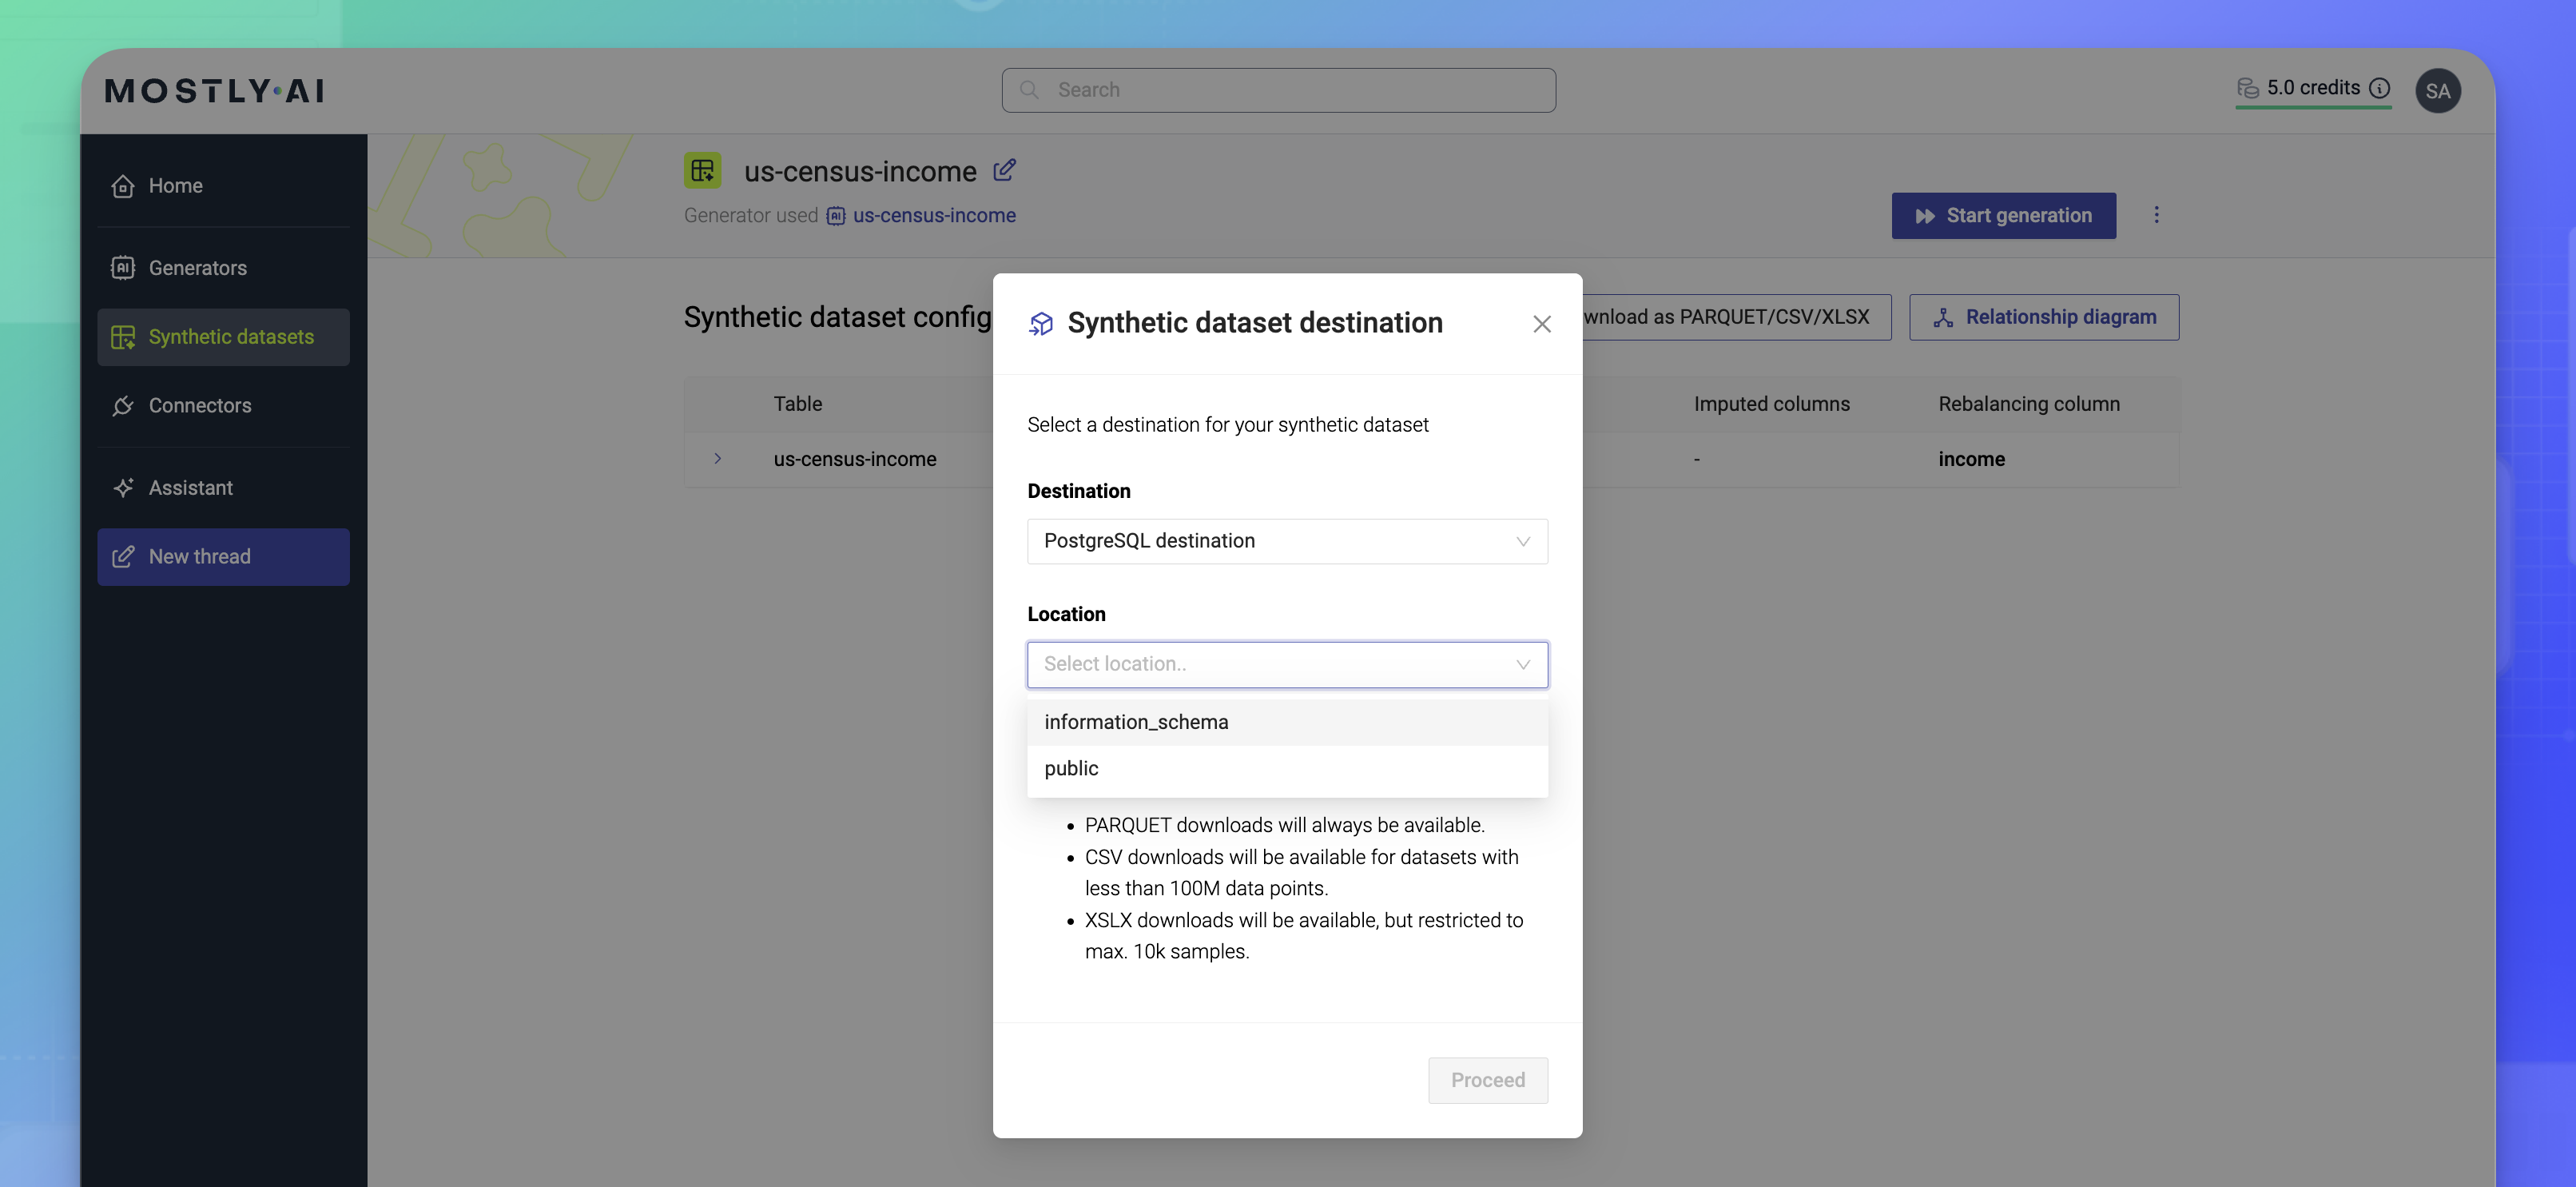 MOSTLY·AI
Search
5.0 credits
SA
Home
Generators
Synthetic datasets
Connectors
Assistant
New thread
us-census-income
Generator used us-census-income
Start generation
Synthetic dataset config
wnload as PARQUET/CSV/XLSX
Relationship diagram
Table
Imputed columns
Rebalancing column
us-census-income
-
income
Synthetic dataset destination
Select a destination for your synthetic dataset
Destination
PostgreSQL destination
Location
Select location..
information_schema
public
• PARQUET downloads will always be available.
• CSV downloads will be available for datasets with
less than 100M data points.
• XSLX downloads will be available, but restricted to
max. 10k samples.
Proceed